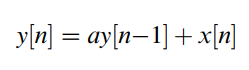 y[n] = ay[n−1] + x[n]